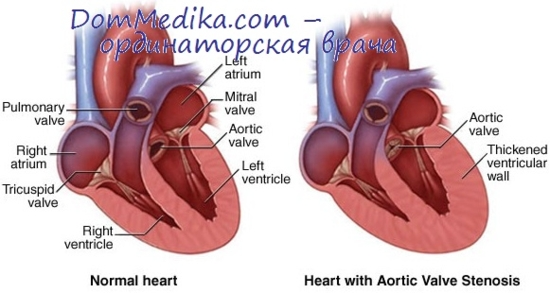 DomMedika.com –
ординаторская врача
Left
atrium
Pulmonary
valve
Mitral
valve
Aortic
valve
Right
atrium
Left
ventricle
Tricuspid
valve
Right
ventricle
Normal heart
Aortic
valve
Thickened
ventricular
wall
Heart with Aortic Valve Stenosis